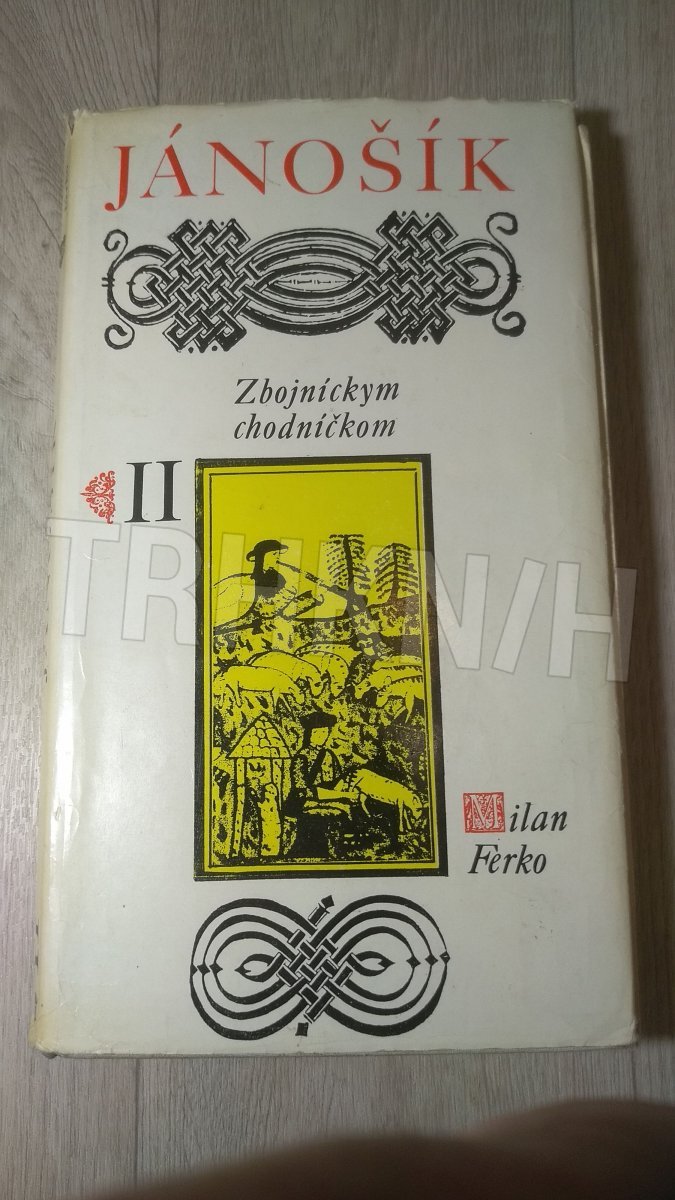 JÁNOŠÍK
Zbojníckym
chodníčkom
II
Milan
Ferko